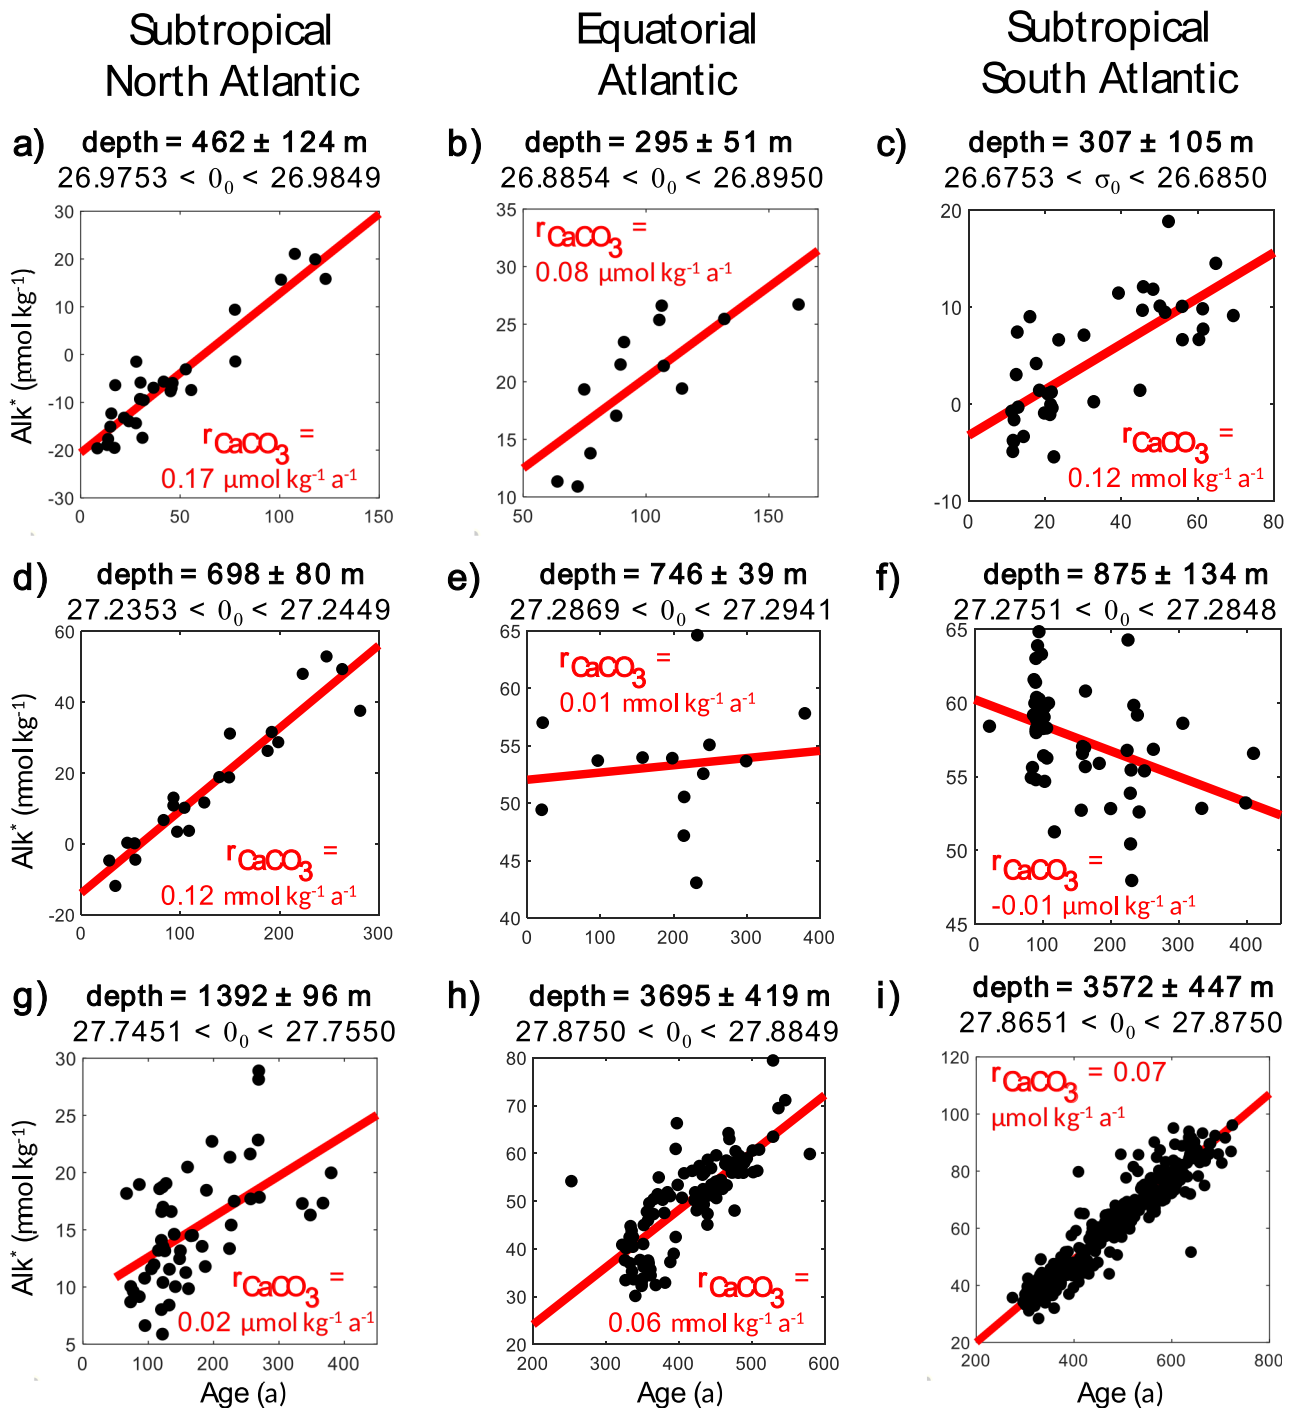 Subtropical
North Atlantic
Equatorial
Atlantic
Subtropical
South Atlantic
a)
depth = 462 ± 124 m
26.9753 < 0₀ < 26.9849
Alk* (pmol kg⁻¹)
30
20
10
0
-10
-20
-30
0
50
100
150
rCaCO₃ =
0.17 µmol kg⁻¹ a⁻¹
b)
depth = 295 ± 51 m
26.8854 < 0₀ < 26.8950
35
30
25
20
15
10
50
100
150
rCaCO₃ =
0.08 µmol kg⁻¹ a⁻¹
c)
depth = 307 ± 105 m
26.6753 < σ₀ < 26.6850
20
10
0
-10
0
20
40
60
80
rCaCO₃ =
0.12 mmol kg⁻¹ a⁻¹
d)
depth = 698 ± 80 m
27.2353 < 0₀ < 27.2449
Alk* (nmol kg⁻¹)
60
40
20
0
-20
0
100
200
300
rCaCO₃ =
0.12 mmol kg⁻¹ a⁻¹
e)
depth = 746 ± 39 m
27.2869 < 0₀ < 27.2941
65
60
55
50
45
40
0
100
200
300
400
rCaCO₃ =
0.01 mmol kg⁻¹ a⁻¹
f)
depth = 875 ± 134 m
27.2751 < 0₀ < 27.2848
65
60
55
50
45
0
100
200
300
400
rCaCO₃ =
-0.01 µmol kg⁻¹ a⁻¹
g)
depth = 1392 ± 96 m
27.7451 < 0₀ < 27.7550
Alk* (mmol kg⁻¹)
30
25
20
15
10
5
0
100
200
300
400
Age (a)
rCaCO₃ =
0.02 µmol kg⁻¹ a⁻¹
h)
depth = 3695 ± 419 m
27.8750 < 0₀ < 27.8849
80
70
60
50
40
30
20
200
300
400
500
600
Age (a)
rCaCO₃ =
0.06 mmol kg⁻¹ a⁻¹
i)
depth = 3572 ± 447 m
27.8651 < 0₀ < 27.8750
120
100
80
60
40
20
200
400
600
800
Age (a)
rCaCO₃ = 0.07
µmol kg⁻¹ a⁻¹